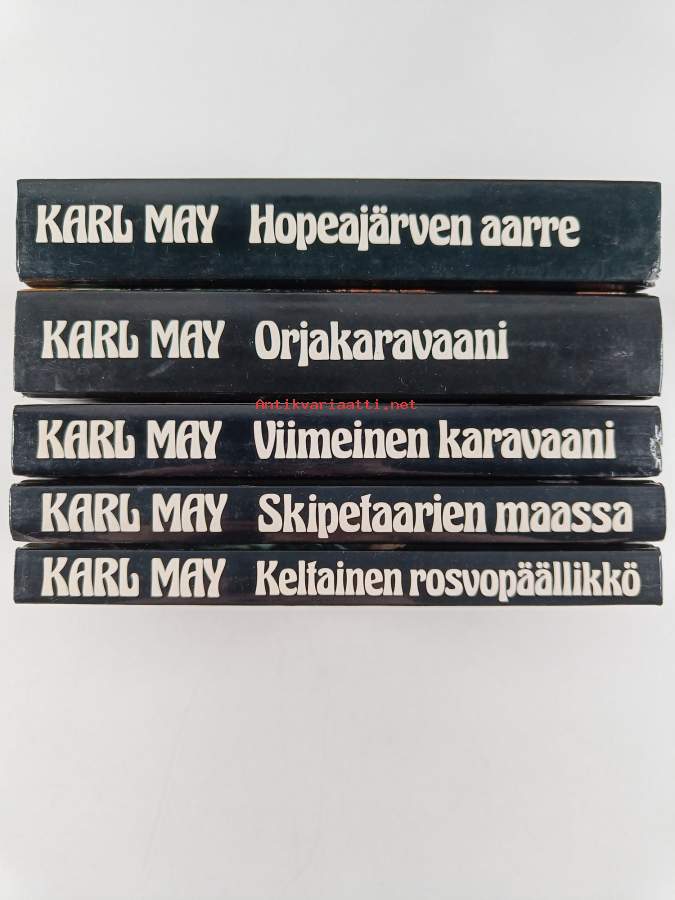 KARL MAY Hopeajärven aarre
KARL MAY Orjakaravaani
Antikvariaatti.net
KARL MAY Viimeinen karavaani
KARL MAY Skipetaarien maassa
KARL MAY Keltainen rosvopäällikkö